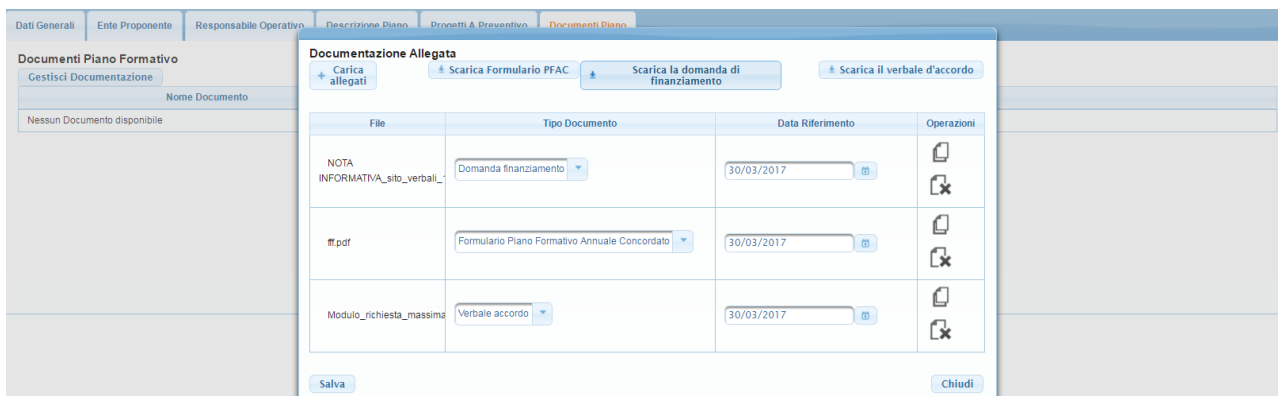 Dati Generali Ente Proponente Responsabile Operativo Descrizione Piano Progetti A Preventivo Documenti Piano
Documenti Piano Formativo
Gestisci Documentazione
Nome Documento
Nessun Documento disponibile
Documentazione Allegata
Carica allegati
Scarica Formulario PFAC
Scarica la domanda di finanziamento
Scarica il verbale d'accordo
File Tipo Documento Data Riferimento Operazioni
NOTA
INFORMATIVA_sito_verbali_ Domanda finanziamento 30/03/2017
fff.pdf Formulario Piano Formativo Annuale Concordato 30/03/2017
Modulo_richiesta_massima Verbale accordo 30/03/2017
Salva Chiudi